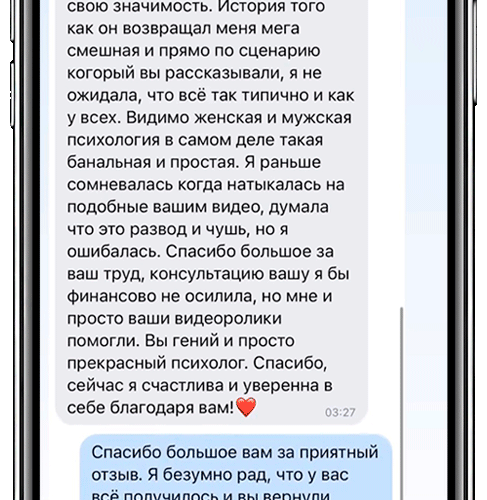 свою значимость. История того
как он возвращал меня мега
смешная и прямо по сценарию
когорый вы рассказывали, я не
ожидала, что всё так типично и как
у всех. Видимо женская и мужская
психология в самом деле такая
банальная и простая. Я раньше
сомневалась когда натыкалась на
подобные вашим видео, думала
что это развод и чушь, но я
ошибалась. Спасибо большое за
ваш труд, консультацию вашу я бы
финансово не осилила, но мне и
просто ваши видеоролики
помогли. Вы гений и просто
прекрасный психолог. Спасибо,
сейчас я счастлива и уверенна в
себе благодаря вам!❤️
03:27
Спасибо большое вам за приятный
отзыв. Я безумно рад, что у вас
всё получилось и вы вернули